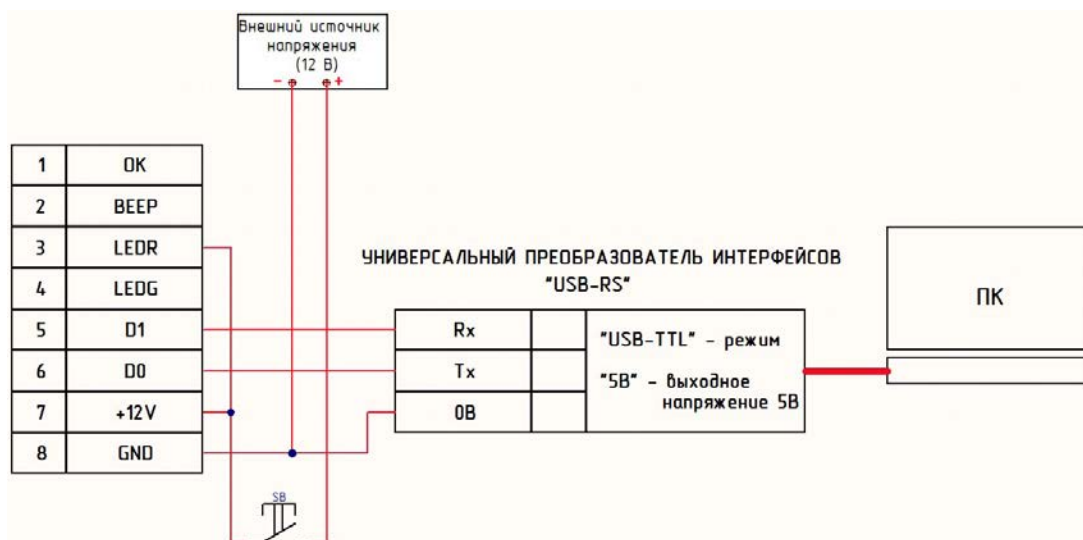 Внешний источник
напряжения
(12 В)
- +
1 OK
2 BEEP
3 LEDR
4 LEDG
5 D1
6 D0
7 +12V
8 GND
УНИВЕРСАЛЬНЫЙ ПРЕОБРАЗОВАТЕЛЬ ИНТЕРФЕЙСОВ
"USB-RS"
Rx
Tx
0В
"USB-TTL" - режим
"5В" - выходное
напряжение 5В
ПК
SB